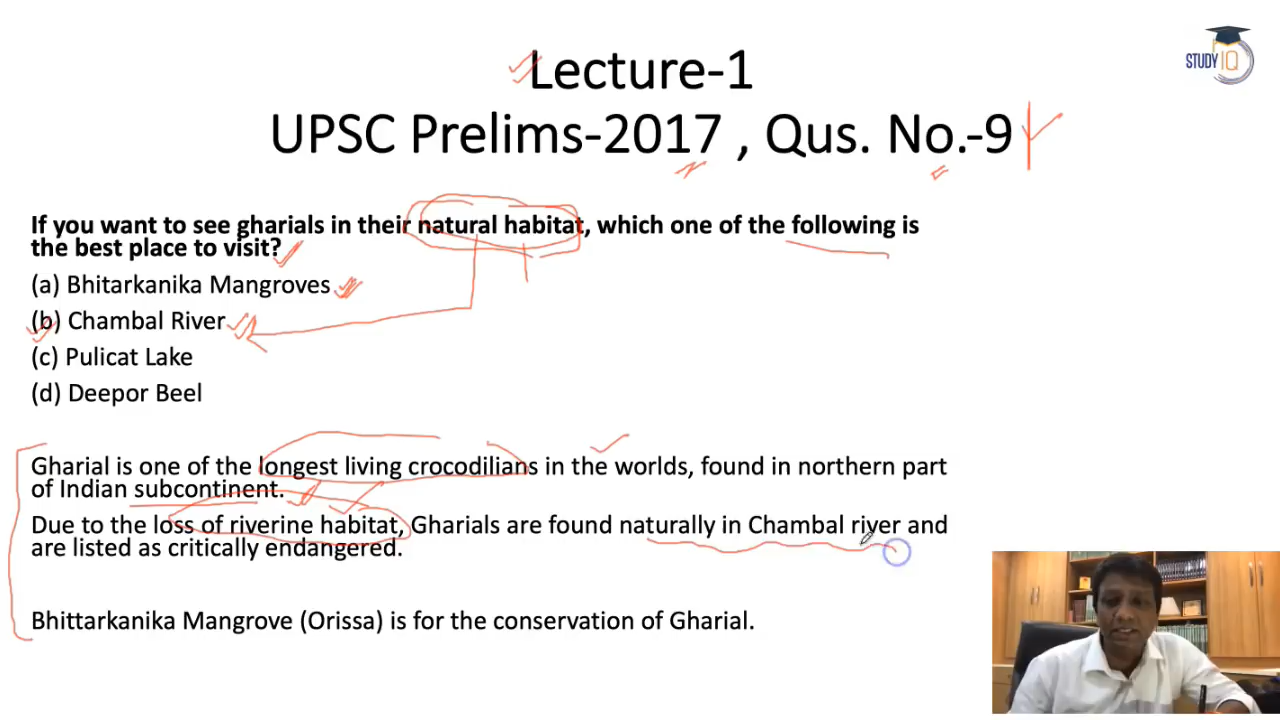 STUDY IQ
Lecture-1
UPSC Prelims-2017 , Qus. No.-9
If you want to see gharials in their natural habitat, which one of the following is
the best place to visit?
(a) Bhitarkanika Mangroves
(b) Chambal River
(c) Pulicat Lake
(d) Deepor Beel
Gharial is one of the longest living crocodilians in the worlds, found in northern part
of Indian subcontinent.
Due to the loss of riverine habitat, Gharials are found naturally in Chambal river and
are listed as critically endangered.
Bhittarkanika Mangrove (Orissa) is for the conservation of Gharial.